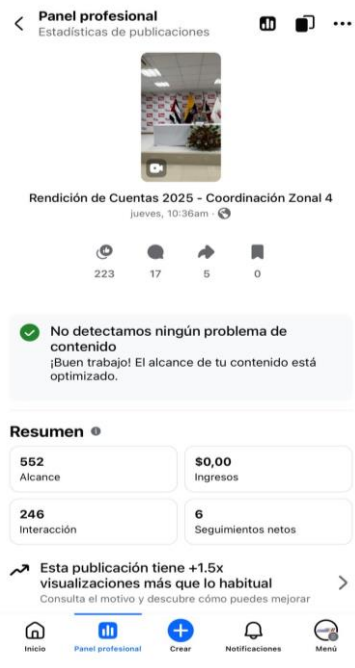 Panel profesional
Estadísticas de publicaciones
Rendición de Cuentas 2025 - Coordinación Zonal 4
jueves, 10:36am ·
223 17 5 0
No detectamos ningún problema de
contenido
¡Buen trabajo! El alcance de tu contenido está
optimizado.
Resumen
552
Alcance
$0,00
Ingresos
246
Interacción
6
Seguimientos netos
Esta publicación tiene +1.5x
visualizaciones más que lo habitual
Consulta el motivo y descubre cómo puedes mejorar
Inicio Panel profesional Crear Notificaciones Menú